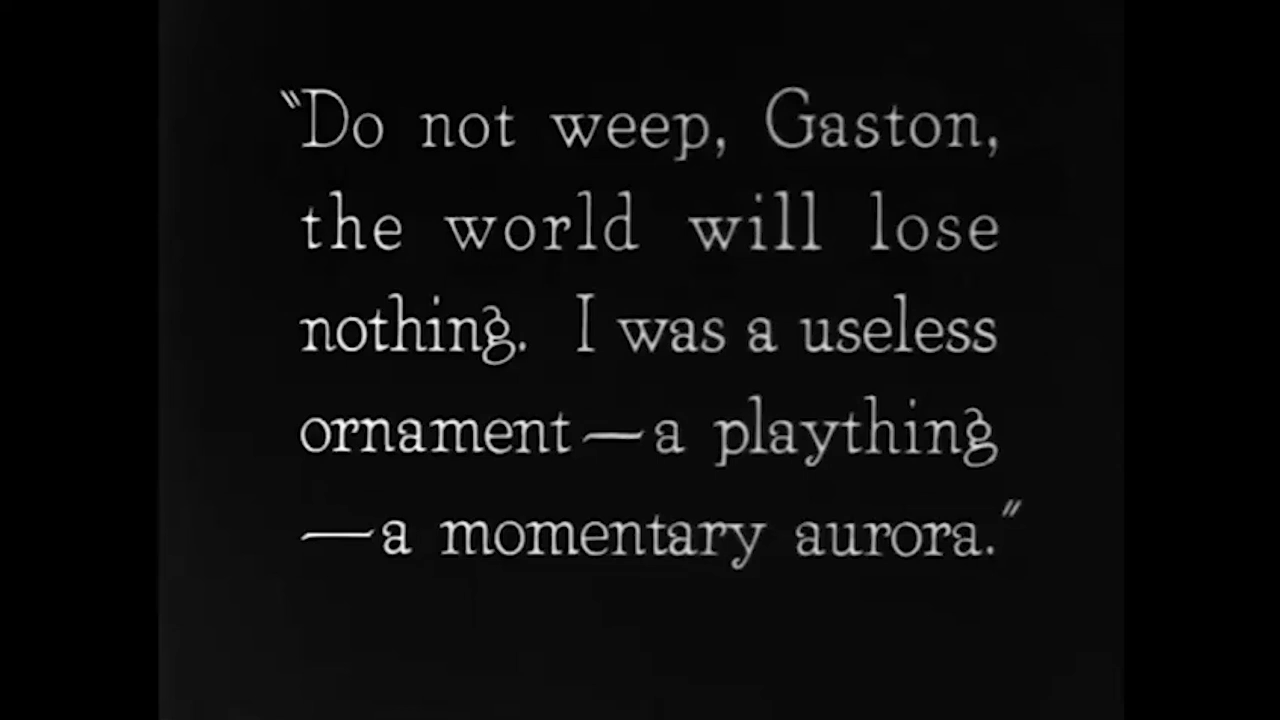 "Do not weep, Gaston,
the world will lose
nothing. I was a useless
ornament—a plaything
—a momentary aurora."